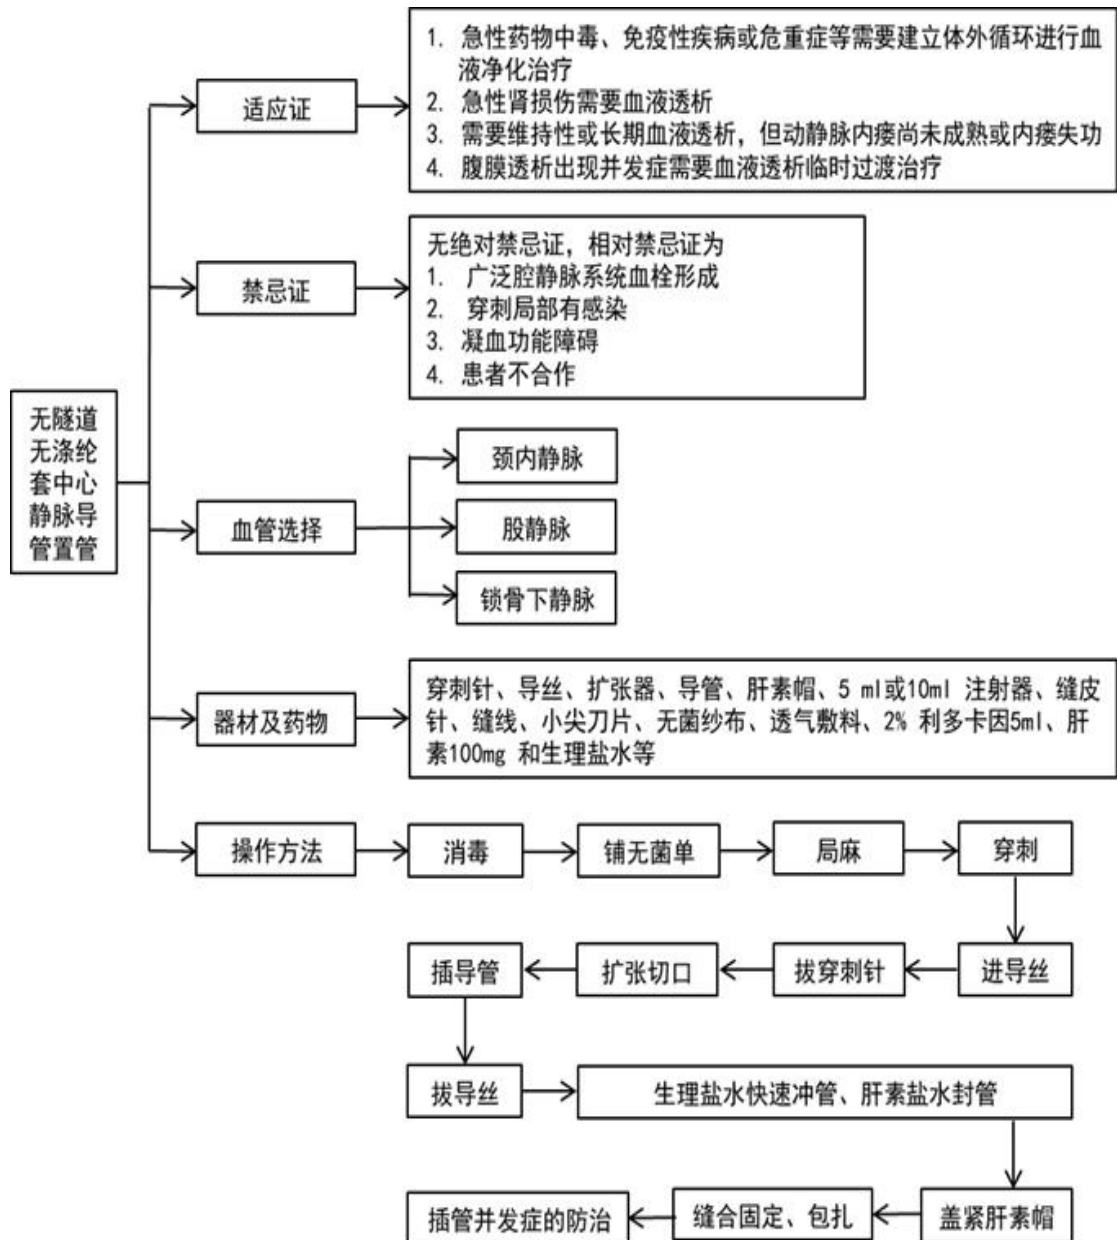 无隧道
无涤纶
套中心
静脉导
管置管
适应证
1. 急性药物中毒、免疫性疾病或危重症等需要建立体外循环进行血
液净化治疗
2. 急性肾损伤需要血液透析
3. 需要维持性或长期血液透析，但动静脉内瘘尚未成熟或内瘘失功
4. 腹膜透析出现并发症需要血液透析临时过渡治疗
禁忌证
无绝对禁忌证，相对禁忌证为
1. 广泛腔静脉系统血栓形成
2. 穿刺局部有感染
3. 凝血功能障碍
4. 患者不合作
血管选择
颈内静脉
股静脉
锁骨下静脉
器材及药物
穿刺针、导丝、扩张器、导管、肝素帽、5 ml或10ml 注射器、缝皮
针、缝线、小尖刀片、无菌纱布、透气敷料、2% 利多卡因5ml、肝
素100mg 和生理盐水等
操作方法
消毒
铺无菌单
局麻
穿刺
进导丝
拔穿刺针
扩张切口
插导管
拔导丝
生理盐水快速冲管、肝素盐水封管
盖紧肝素帽
缝合固定、包扎
插管并发症的防治